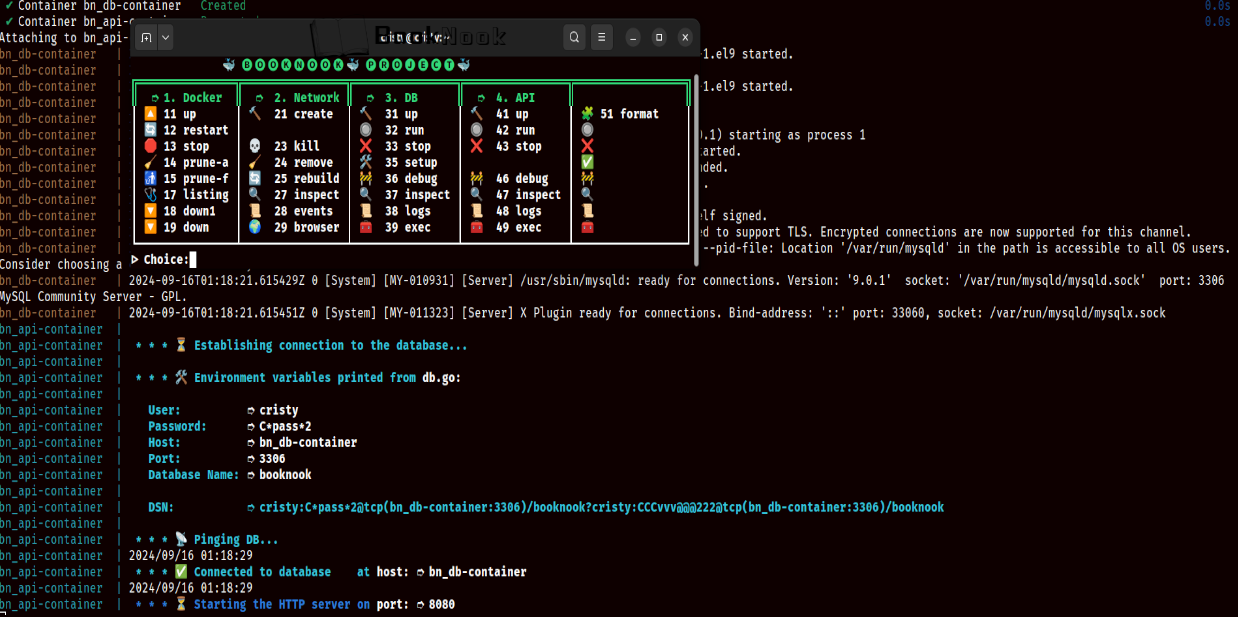 ✔ Container bn_db-container Created 0.0s
✔ Container bn_api- 0.0s
Attaching to bn_api-
BookNook
cristy@
🐳 🅑🅞🅞🅚🅝🅞🅞🅚🐳 🅟🅡🅞🅙🅔🅒🅣🐳
➮ 1. Docker ➮ 2. Network ➮ 3. DB ➮ 4. API
🔼 11 up 🔨 21 create 🔨 31 up 🔨 41 up 🧩 51 format
🔄 12 restart 🔘 32 run 🔘 42 run 🔘
🛑 13 stop 💀 23 kill ❌ 33 stop ❌ 43 stop ❌
🧹 14 prune-a 🧹 24 remove 🛠 35 setup ✅
🚮 15 prune-f 🔄 25 rebuild 🚧 36 debug 🚧 46 debug 🚧
🩺 17 listing 🔍 27 inspect 🔍 37 inspect 🔍 47 inspect 🔍
🔽 18 down1 📜 28 events 📜 38 logs 📜 48 logs 📜
🔽 19 down 🌍 29 browser 🧰 39 exec 🧰 49 exec 🧰
▷ Choice:
bn_db-container | -1.el9 started.
bn_db-container |
bn_db-container | -1.el9 started.
bn_db-container |
bn_db-container |
bn_db-container | .1) starting as process 1
bn_db-container | arted.
bn_db-container | nded.
bn_db-container | .
bn_db-container |
bn_db-container | elf signed.
bn_db-container | ed to support TLS. Encrypted connections are now supported for this channel.
bn_db-container | --pid-file: Location '/var/run/mysqld' in the path is accessible to all OS users.
Consider choosing a
bn_db-container | 2024-09-16T01:18:21.615429Z 0 [System] [MY-010931] [Server] /usr/sbin/mysqld: ready for connections. Version: '9.0.1' socket: '/var/run/mysqld/mysqld.sock' port: 3306
MySQL Community Server - GPL.
bn_db-container | 2024-09-16T01:18:21.615451Z 0 [System] [MY-011323] [Server] X Plugin ready for connections. Bind-address: '::' port: 33060, socket: /var/run/mysqld/mysqlx.sock
bn_api-container |
bn_api-container | * * * ⏳ Establishing connection to the database...
bn_api-container |
bn_api-container | * * * 🛠 Environment variables printed from db.go:
bn_api-container |
bn_api-container | User: ➮ cristy
bn_api-container | Password: ➮ C*pass*2
bn_api-container | Host: ➮ bn_db-container
bn_api-container | Port: ➮ 3306
bn_api-container | Database Name: ➮ booknook
bn_api-container |
bn_api-container | DSN: ➮ cristy:C*pass*2@tcp(bn_db-container:3306)/booknook?cristy:CCCvvv@@@222@tcp(bn_db-container:3306)/booknook
bn_api-container |
bn_api-container | * * * 📡 Pinging DB...
bn_api-container | 2024/09/16 01:18:29
bn_api-container | * * * ✅ Connected to database at host: ➮ bn_db-container
bn_api-container | 2024/09/16 01:18:29
bn_api-container | * * * ⏳ Starting the HTTP server on port: ➮ 8080